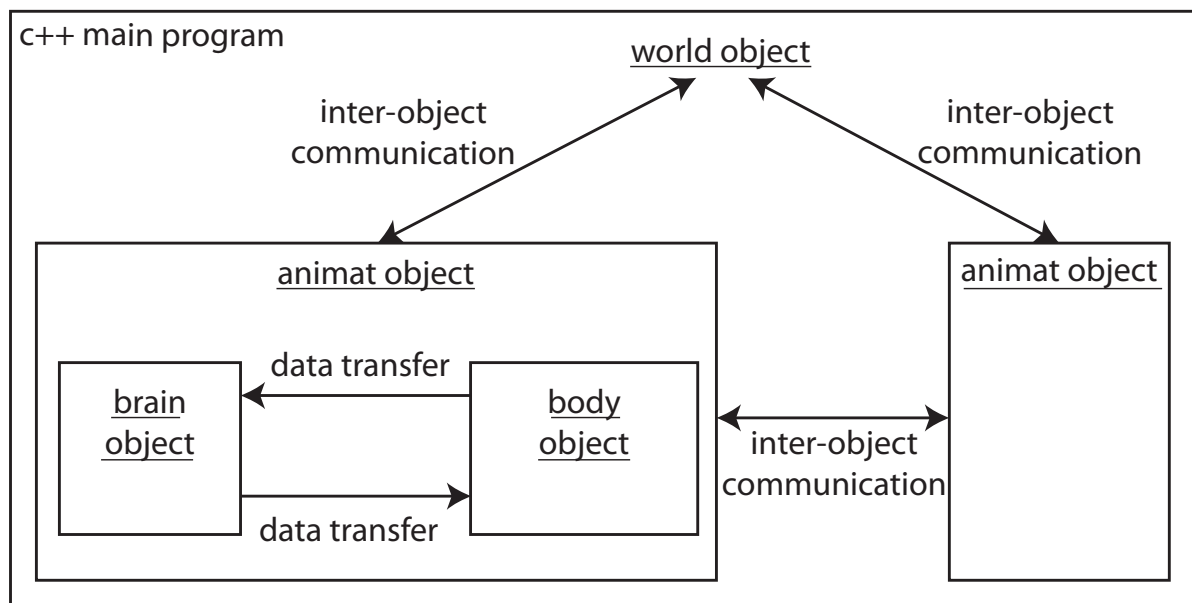 c++ main program
world object
inter-object
communication
inter-object
communication
animat object
animat object
data transfer
brain
object
body
object
data transfer
inter-object
communication